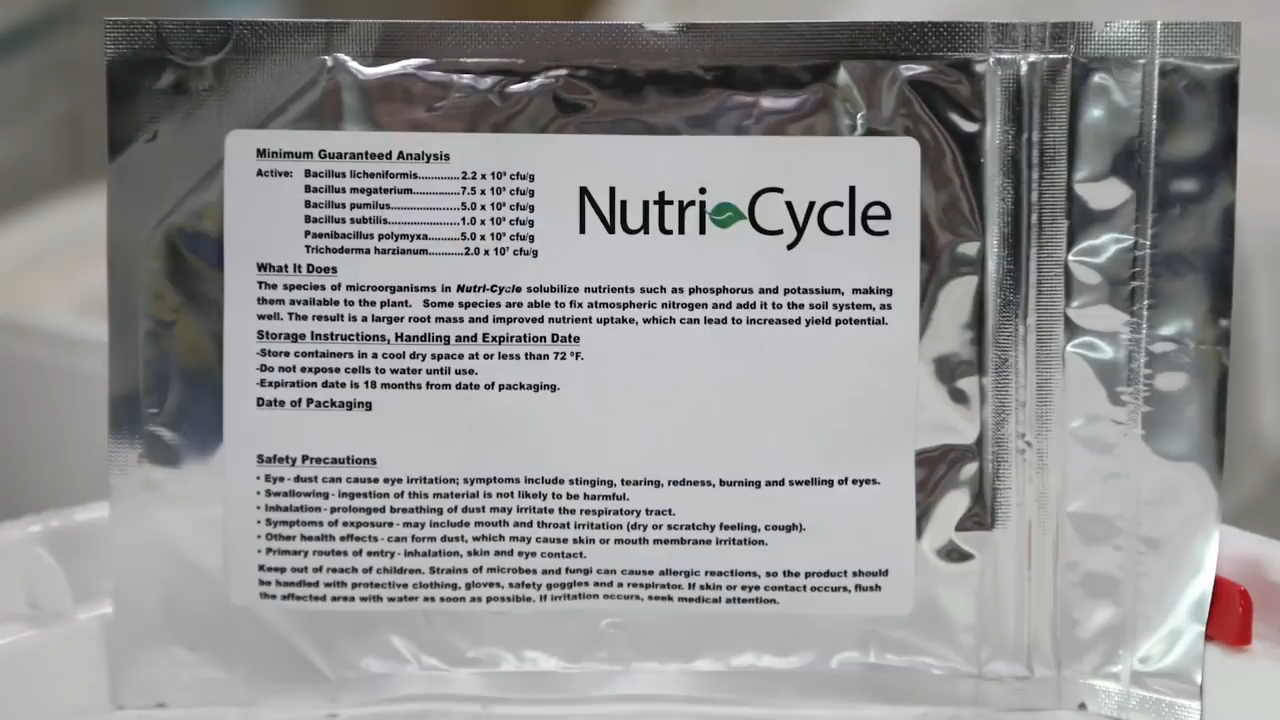 Minimum Guaranteed Analysis
Active: Bacillus licheniformis.............2.2 x 10⁹ cfu/g
Bacillus megaterium...............7.5 x 10⁹ cfu/g
Bacillus pumilus.......................5.0 x 10⁹ cfu/g
Bacillus subtilis........................1.0 x 10⁹ cfu/g
Paenibacillus polymyxa..........5.0 x 10⁹ cfu/g
Trichoderma harzianum...........2.0 x 10⁷ cfu/g
Nutri Cycle
What It Does
The species of microorganisms in Nutri-Cycle solubilize nutrients such as phosphorus and potassium, making
them available to the plant. Some species are able to fix atmospheric nitrogen and add it to the soil system, as
well. The result is a larger root mass and improved nutrient uptake, which can lead to increased yield potential.
Storage Instructions, Handling and Expiration Date
-Store containers in a cool dry space at or less than 72 ºF.
-Do not expose cells to water until use.
-Expiration date is 18 months from date of packaging.
Date of Packaging
Safety Precautions
• Eye - dust can cause eye irritation; symptoms include stinging, tearing, redness, burning and swelling of eyes.
• Swallowing - ingestion of this material is not likely to be harmful.
• Inhalation - prolonged breathing of dust may irritate the respiratory tract.
• Symptoms of exposure - may include mouth and throat irritation (dry or scratchy feeling, cough).
• Other health effects - can form dust, which may cause skin or mouth membrane irritation.
• Primary routes of entry - inhalation, skin and eye contact.
Keep out of reach of children. Strains of microbes and fungi can cause allergic reactions, so the product should
be handled with protective clothing, gloves, safety goggles and a respirator. If skin or eye contact occurs, flush
the affected area with water as soon as possible. If irritation occurs, seek medical attention.